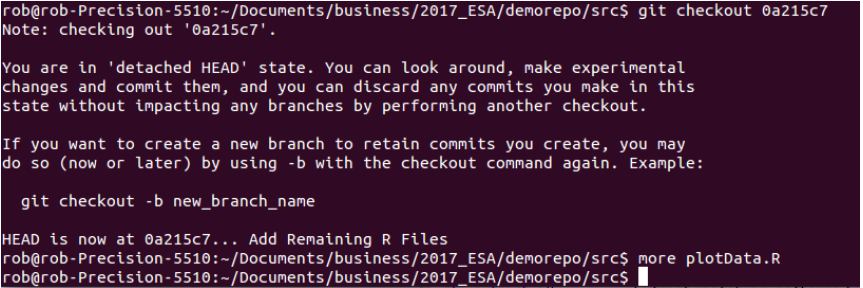 rob@rob-Precision-5510:~/Documents/business/2017_ESA/demorepo/src$ git checkout 0a215c7
Note: checking out '0a215c7'.
You are in 'detached HEAD' state. You can look around, make experimental
changes and commit them, and you can discard any commits you make in this
state without impacting any branches by performing another checkout.
If you want to create a new branch to retain commits you create, you may
do so (now or later) by using -b with the checkout command again. Example:
git checkout -b new_branch_name
HEAD is now at 0a215c7... Add Remaining R Files
rob@rob-Precision-5510:~/Documents/business/2017_ESA/demorepo/src$ more plotData.R
rob@rob-Precision-5510:~/Documents/business/2017_ESA/demorepo/src$